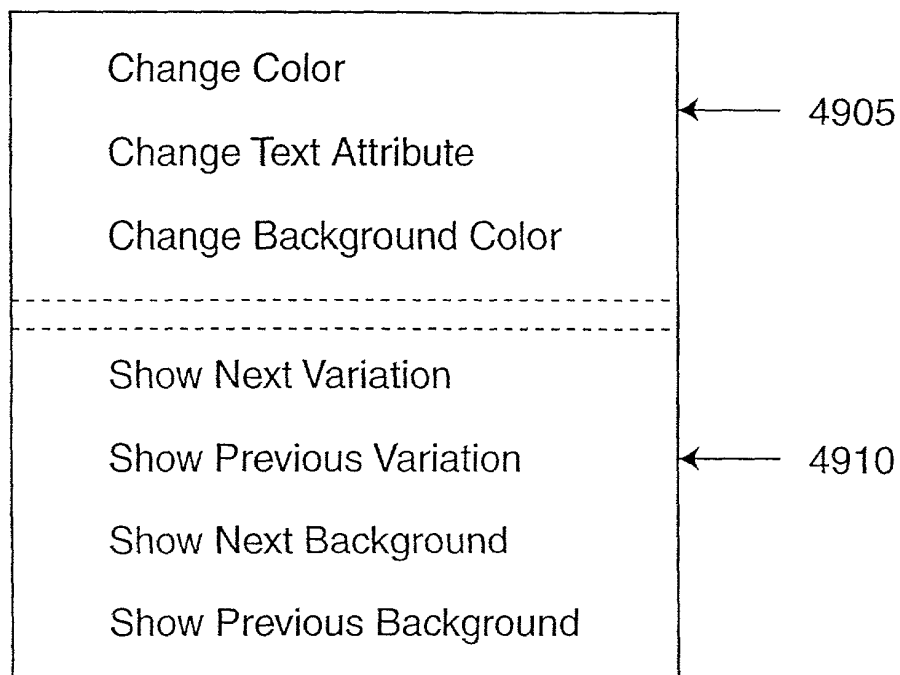 Change Color
4905
Change Text Attribute
Change Background Color
Show Next Variation
Show Previous Variation
4910
Show Next Background
Show Previous Background